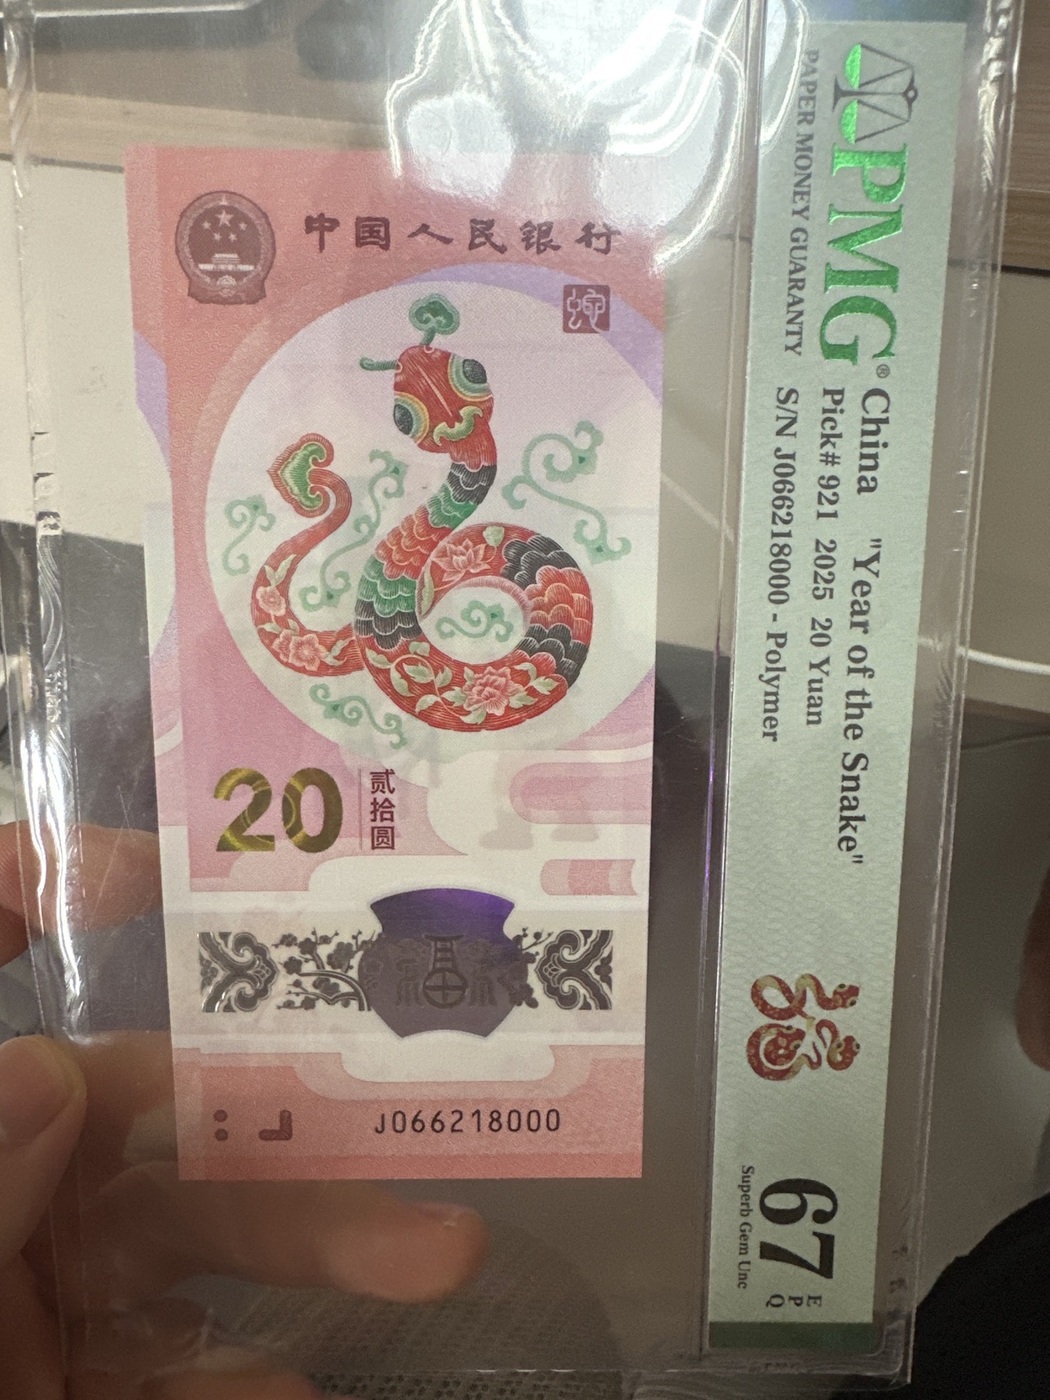 中国人民银行
蛇
20
贰拾圆
J066218000
PMG®
PAPER MONEY GUARANTY
China "Year of the Snake"
Pick# 921 2025 20 Yuan
S/N J066218000 - Polymer
67 EPQ
Superb Gem Unc